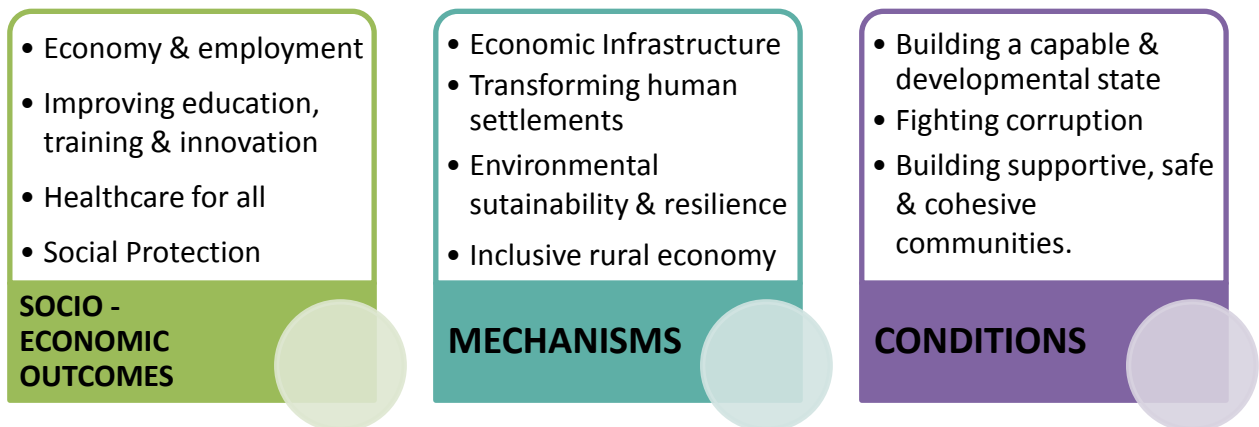 • Economy & employment
• Improving education,
training & innovation
• Healthcare for all
• Social Protection
SOCIO -
ECONOMIC
OUTCOMES
• Economic Infrastructure
• Transforming human
settlements
• Environmental
sutainability & resilience
• Inclusive rural economy
MECHANISMS
• Building a capable &
developmental state
• Fighting corruption
• Building supportive, safe
& cohesive
communities.
CONDITIONS